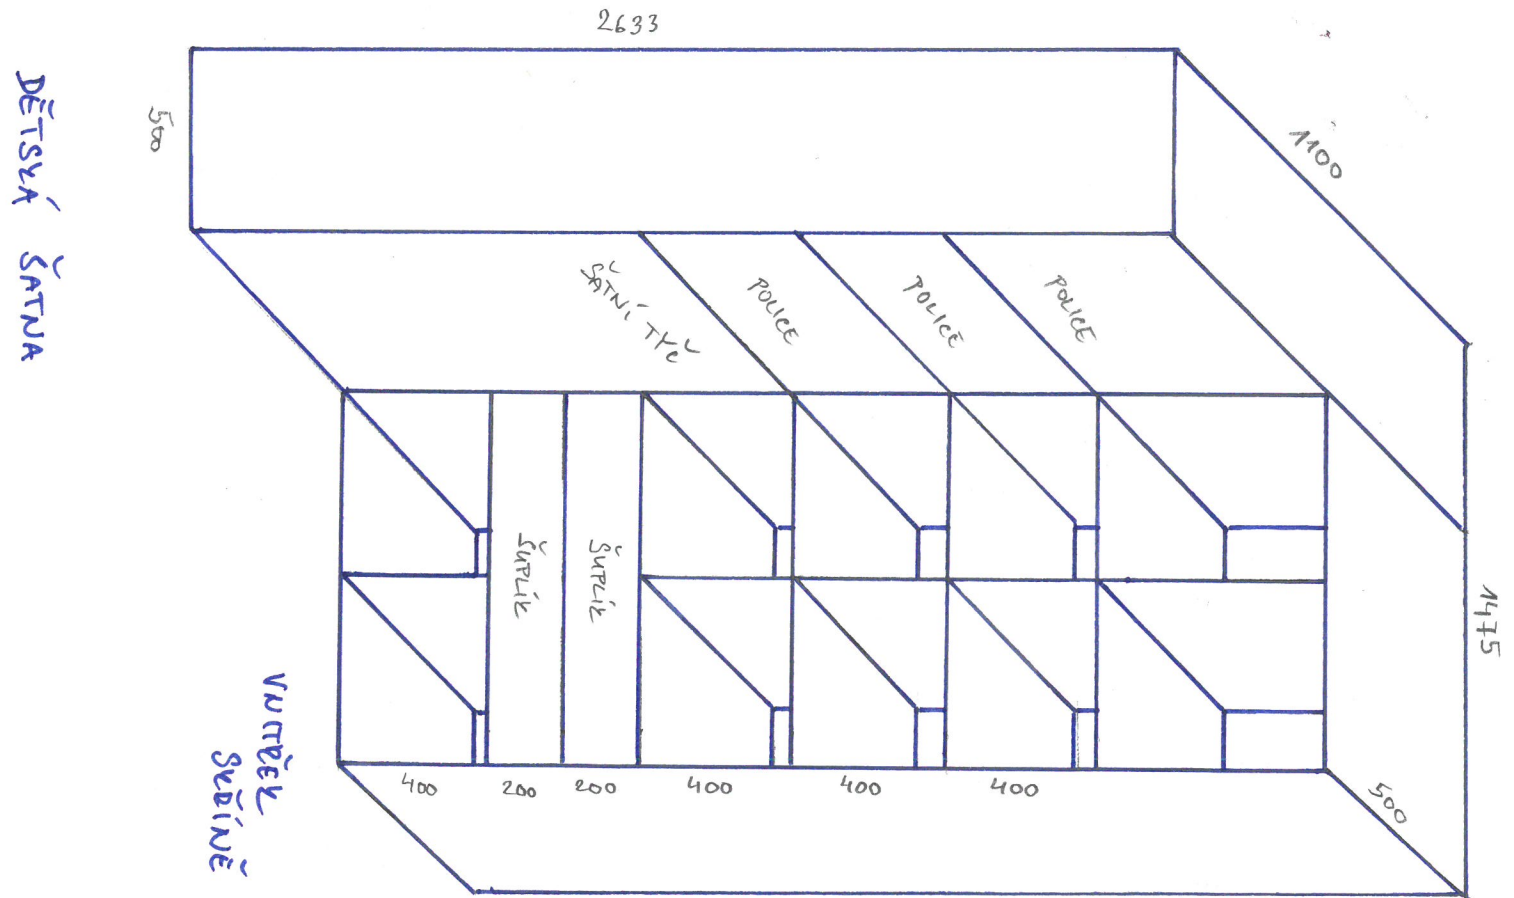 DĚTSKÁ ŠATNA
VNITŘEK
SKŘÍNĚ
2633
500
1100
1475
500
ŠATNÍ TYČ
POLICE
POLICE
POLICE
ŠUPLÍK
ŠUPLÍK
400
200
200
400
400
400